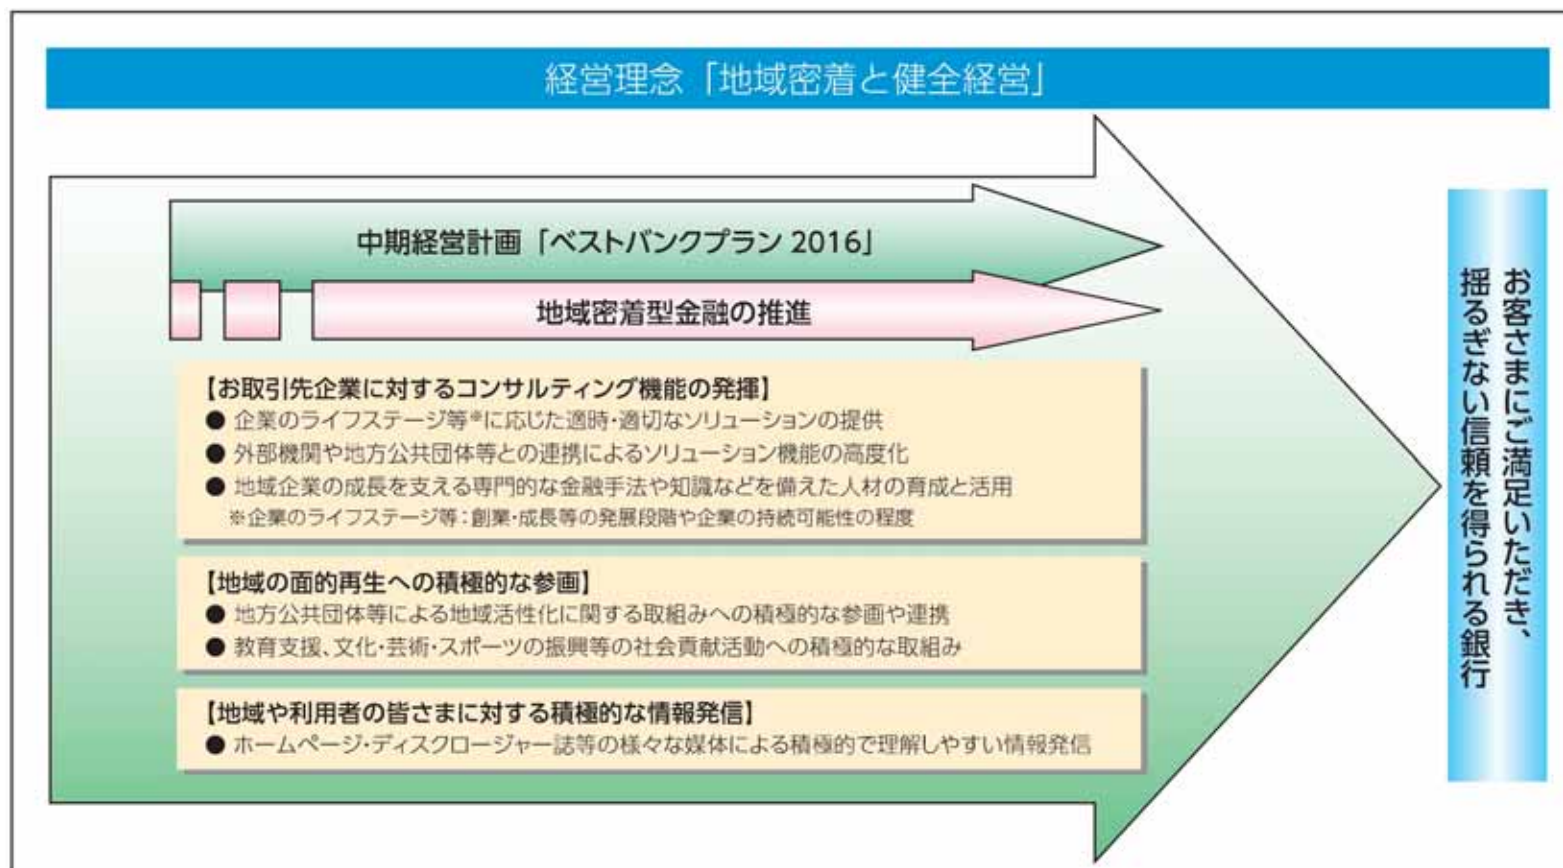 経営理念「地域密着と健全経営」
中期経営計画「ベストバンクプラン 2016」
地域密着型金融の推進
【お取引先企業に対するコンサルティング機能の発揮】
● 企業のライフステージ等※に応じた適時・適切なソリューションの提供
● 外部機関や地方公共団体等との連携によるソリューション機能の高度化
● 地域企業の成長を支える専門的な金融手法や知識などを備えた人材の育成と活用
※企業のライフステージ等：創業・成長等の発展段階や企業の持続可能性の程度
【地域の面的再生への積極的な参画】
● 地方公共団体等による地域活性化に関する取組みへの積極的な参画や連携
● 教育支援、文化・芸術・スポーツの振興等の社会貢献活動への積極的な取組み
【地域や利用者の皆さまに対する積極的な情報発信】
● ホームページ・ディスクロージャー誌等の様々な媒体による積極的で理解しやすい情報発信
お客さまにご満足いただき、
揺るぎない信頼を得られる銀行